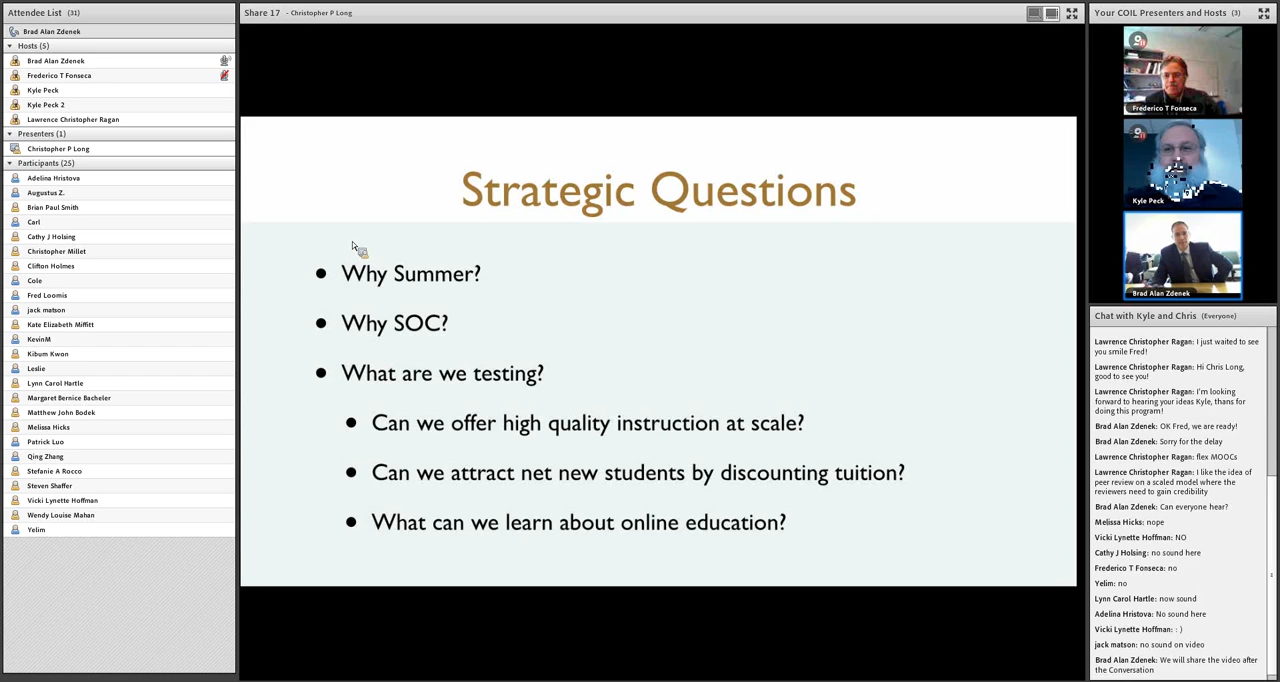 Attendee List (31)
Brad Alan Zdenek
Hosts (5)
Brad Alan Zdenek
Frederico T Fonseca
Kyle Peck
Kyle Peck 2
Lawrence Christopher Ragan
Presenters (1)
Christopher P Long
Participants (25)
Adelina Hristova
Augustus Z.
Brian Paul Smith
Carl
Cathy J Holsing
Christopher Millet
Clifton Holmes
Cole
Fred Loomis
jack matson
Kate Elizabeth Miffitt
KevinM
Kibum Kwon
Leslie
Lynn Carol Hartle
Margaret Bernice Bacheler
Matthew John Bodek
Melissa Hicks
Patrick Luo
Qing Zhang
Stefanie A Rocco
Steven Shaffer
Vicki Lynette Hoffman
Wendy Louise Mahan
Yelim
Share 17 - Christopher P Long
Strategic Questions
Why Summer?
Why SOC?
What are we testing?
Can we offer high quality instruction at scale?
Can we attract net new students by discounting tuition?
What can we learn about online education?
Your COIL Presenters and Hosts (3)
Frederico T Fonseca
Kyle Peck
Brad Alan Zdenek
Chat with Kyle and Chris (Everyone)
Lawrence Christopher Ragan: I just waited to see
you smile Fred!
Lawrence Christopher Ragan: Hi Chris Long,
good to see you!
Lawrence Christopher Ragan: I'm looking
forward to hearing your ideas Kyle, thans for
doing this program!
Brad Alan Zdenek: OK Fred, we are ready!
Brad Alan Zdenek: Sorry for the delay
Lawrence Christopher Ragan: flex MOOCs
Lawrence Christopher Ragan: I like the idea of
peer review on a scaled model where the
reviewers need to gain credibility
Brad Alan Zdenek: Can everyone hear?
Melissa Hicks: nope
Vicki Lynette Hoffman: NO
Cathy J Holsing: no sound here
Frederico T Fonseca: no
Yelim: no
Lynn Carol Hartle: now sound
Adelina Hristova: No sound here
Vicki Lynette Hoffman: : )
jack matson: no sound on video
Brad Alan Zdenek: We will share the video after
the Conversation